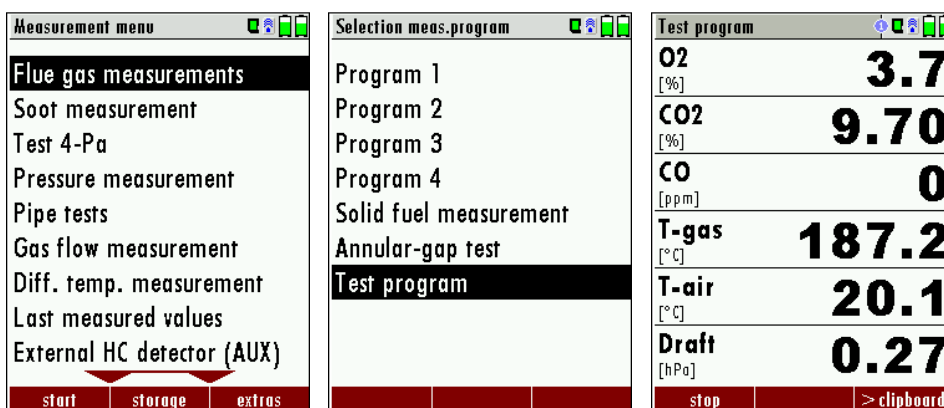 Measurement menu
Flue gas measurements
Soot measurement
Test 4-Pa
Pressure measurement
Pipe tests
Gas flow measurement
Diff. temp. measurement
Last measured values
External HC detector (AUX)
start storage extras
Selection meas.program
Program 1
Program 2
Program 3
Program 4
Solid fuel measurement
Annular-gap test
Test program
Test program
O2 3.7
[%]
CO2 9.70
[%]
CO 0
[ppm]
T-gas 187.2
[°C]
T-air 20.1
[°C]
Draft 0.27
[hPa]
stop >clipboard